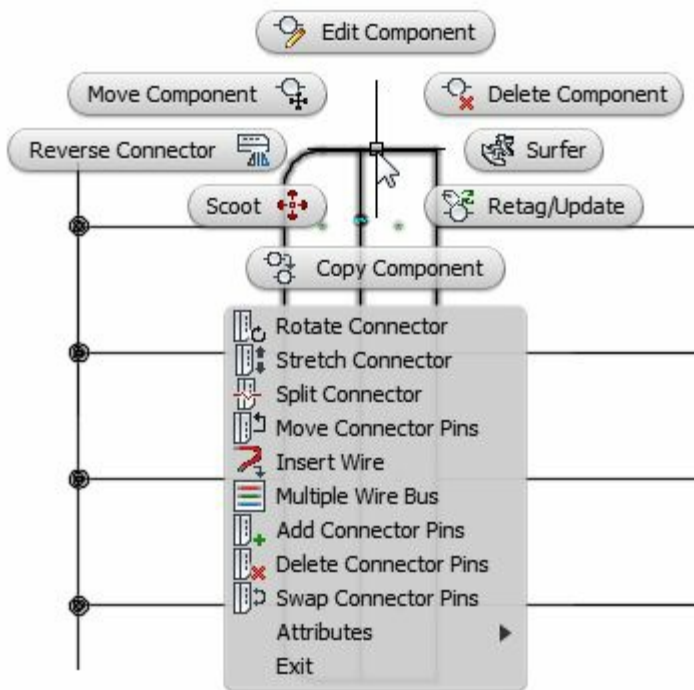 Edit Component
Move Component
Delete Component
Reverse Connector
Surfer
Scoot
Retag/Update
Copy Component
Rotate Connector
Stretch Connector
Split Connector
Move Connector Pins
Insert Wire
Multiple Wire Bus
Add Connector Pins
Delete Connector Pins
Swap Connector Pins
Attributes
Exit